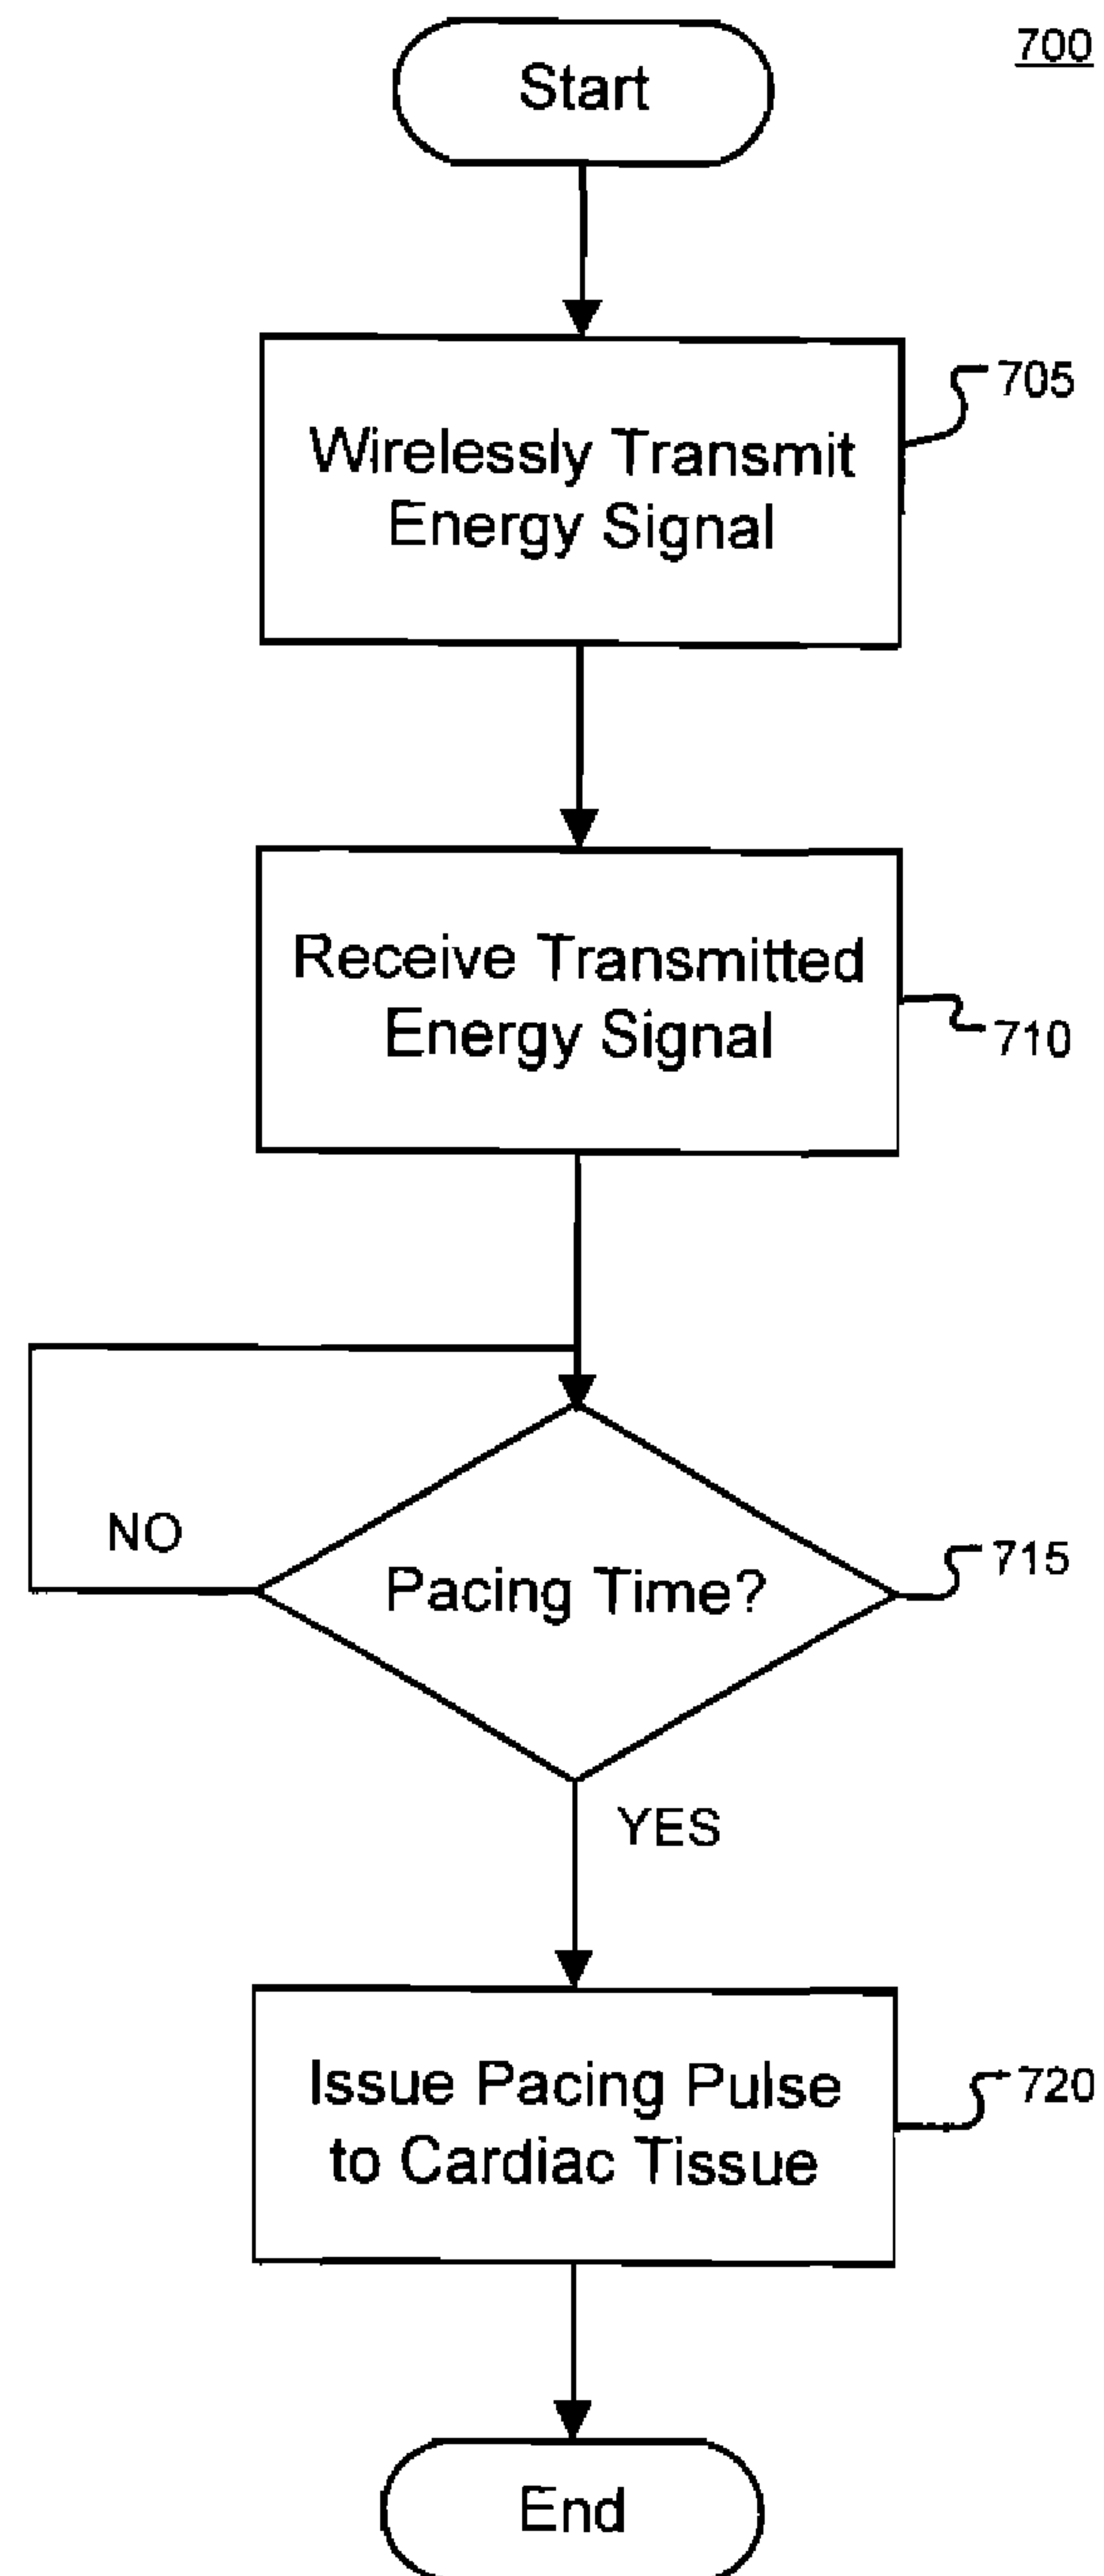 700
Start
Wirelessly Transmit
Energy Signal
705
Receive Transmitted
Energy Signal
710
NO
Pacing Time?
715
YES
Issue Pacing Pulse
to Cardiac Tissue
720
End